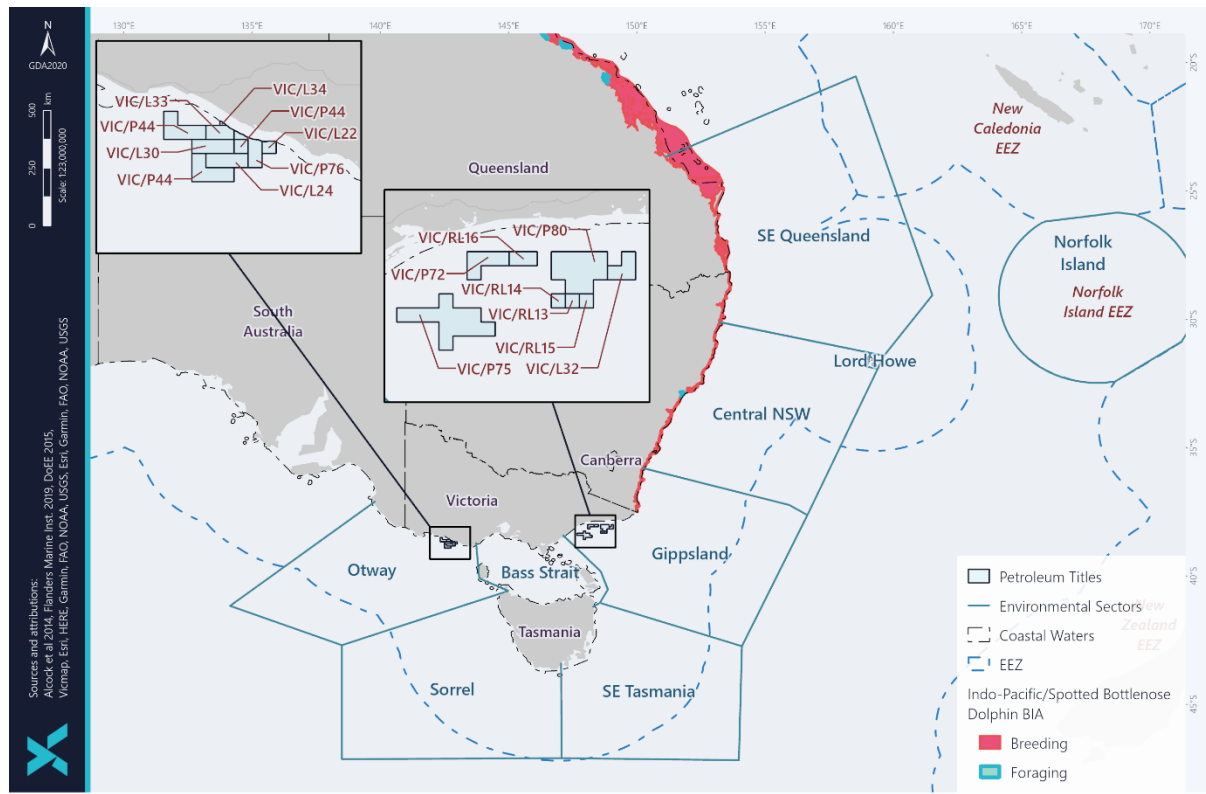 N
GDA2020
500
km
250
0
Scale: 1:23,000,000
Sources and attributions:
Alcock et al 2014, Flanders Marine Inst. 2019, DoEE 2015,
Vicmap, Esri, HERE, Garmin, FAO, NOAA, USGS, Esri, Garmin, FAO, NOAA, USGS
130°E
135°E
140°E
145°E
150°E
155°E
160°E
165°E
170°E
20°S
25°S
30°S
35°S
40°S
45°S
VIC/L34
VIC/L33
VIC/P44
VIC/P44
VIC/L22
VIC/L30
VIC/P76
VIC/P44
VIC/L24
VIC/P80
VIC/RL16
VIC/P72
VIC/RL14
VIC/RL13
VIC/RL15
VIC/P75
VIC/L32
Queensland
South
Australia
Victoria
Canberra
Tasmania
New
Caledonia
EEZ
SE Queensland
Norfolk
Island
Norfolk
Island EEZ
Lord Howe
Central NSW
Gippsland
Otway
Bass Strait
Sorrel
SE Tasmania
New
Zealand
EEZ
Petroleum Titles
Environmental Sectors
Coastal Waters
EEZ
Indo-Pacific/Spotted Bottlenose
Dolphin BIA
Breeding
Foraging